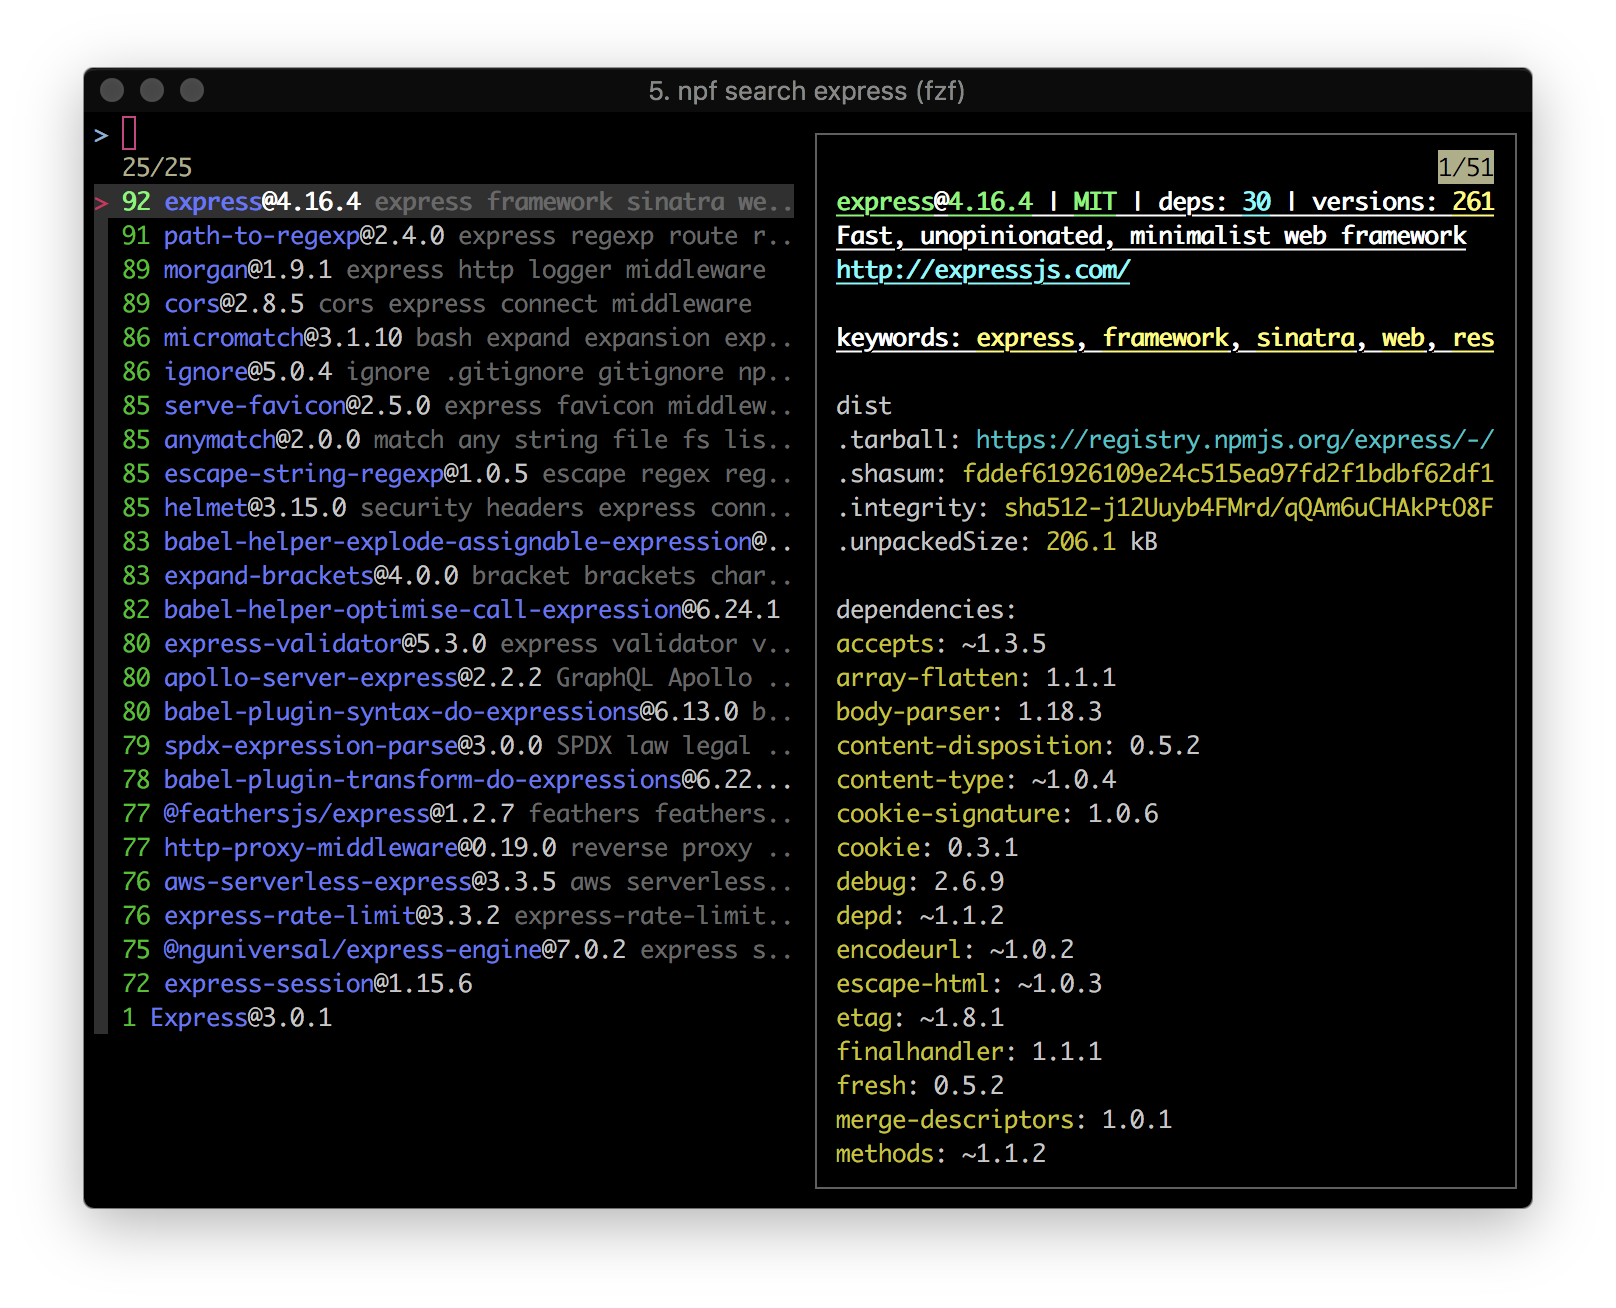 5. npf search express (fzf)
>
25/25
> 92 express@4.16.4 express framework sinatra we..
91 path-to-regexp@2.4.0 express regexp route r..
89 morgan@1.9.1 express http logger middleware
89 cors@2.8.5 cors express connect middleware
86 micromatch@3.1.10 bash expand expansion exp..
86 ignore@5.0.4 ignore .gitignore gitignore np..
85 serve-favicon@2.5.0 express favicon middlew..
85 anymatch@2.0.0 match any string file fs lis..
85 escape-string-regexp@1.0.5 escape regex reg..
85 helmet@3.15.0 security headers express conn..
83 babel-helper-explode-assignable-expression@..
83 expand-brackets@4.0.0 bracket brackets char..
82 babel-helper-optimise-call-expression@6.24.1
80 express-validator@5.3.0 express validator v..
80 apollo-server-express@2.2.2 GraphQL Apollo ..
80 babel-plugin-syntax-do-expressions@6.13.0 b..
79 spdx-expression-parse@3.0.0 SPDX law legal ..
78 babel-plugin-transform-do-expressions@6.22...
77 @feathersjs/express@1.2.7 feathers feathers..
77 http-proxy-middleware@0.19.0 reverse proxy ..
76 aws-serverless-express@3.3.5 aws serverless..
76 express-rate-limit@3.3.2 express-rate-limit..
75 @nguniversal/express-engine@7.0.2 express s..
72 express-session@1.15.6
1 Express@3.0.1
1/51
express@4.16.4 | MIT | deps: 30 | versions: 261
Fast, unopinionated, minimalist web framework
http://expressjs.com/
keywords: express, framework, sinatra, web, res
dist
.tarball: https://registry.npmjs.org/express/-/
.shasum: fddef61926109e24c515ea97fd2f1bdbf62df1
.integrity: sha512-j12Uuyb4FMrd/qQAm6uCHAkPtO8F
.unpackedSize: 206.1 kB
dependencies:
accepts: ~1.3.5
array-flatten: 1.1.1
body-parser: 1.18.3
content-disposition: 0.5.2
content-type: ~1.0.4
cookie-signature: 1.0.6
cookie: 0.3.1
debug: 2.6.9
depd: ~1.1.2
encodeurl: ~1.0.2
escape-html: ~1.0.3
etag: ~1.8.1
finalhandler: 1.1.1
fresh: 0.5.2
merge-descriptors: 1.0.1
methods: ~1.1.2